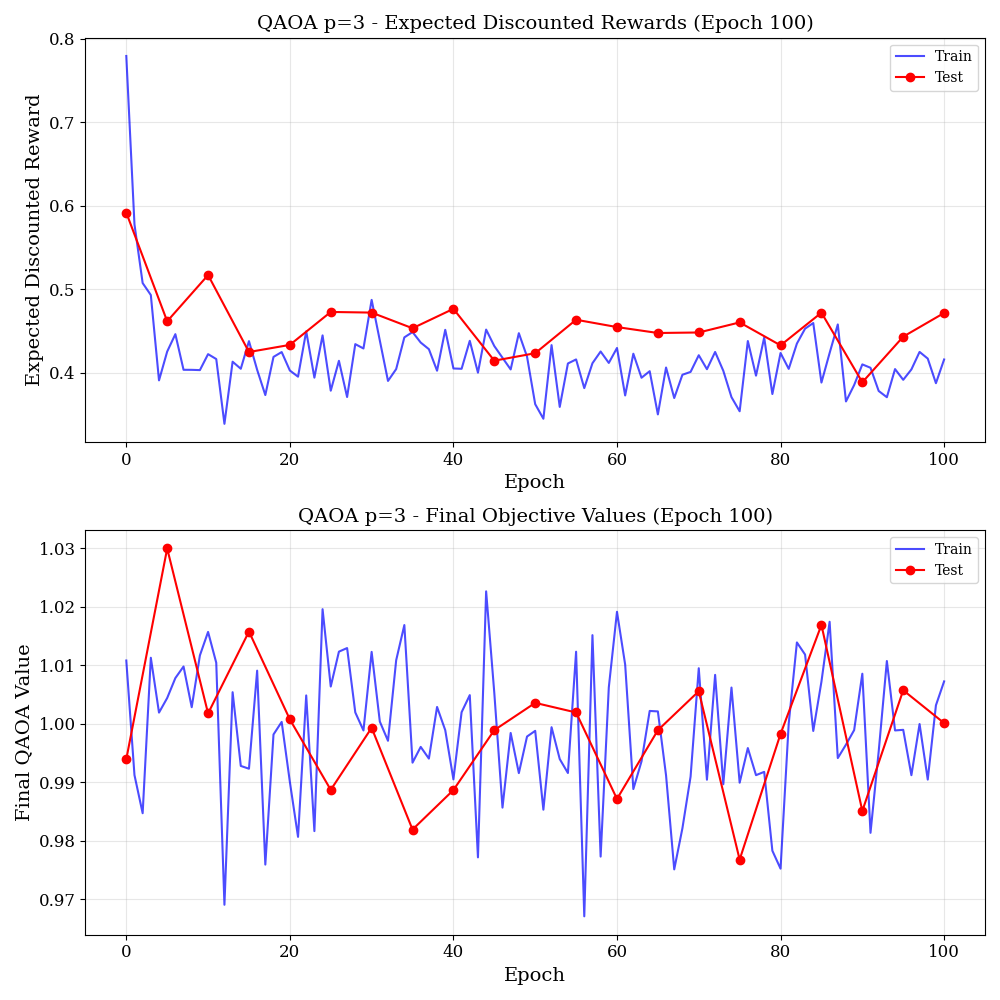 QAOA p=3 - Expected Discounted Rewards (Epoch 100)
0.8
0.7
0.6
0.5
0.4
Expected Discounted Reward
Train
Test
0 20 40 60 80 100
Epoch
QAOA p=3 - Final Objective Values (Epoch 100)
1.03
1.02
1.01
1.00
0.99
0.98
0.97
Final QAOA Value
Train
Test
0 20 40 60 80 100
Epoch